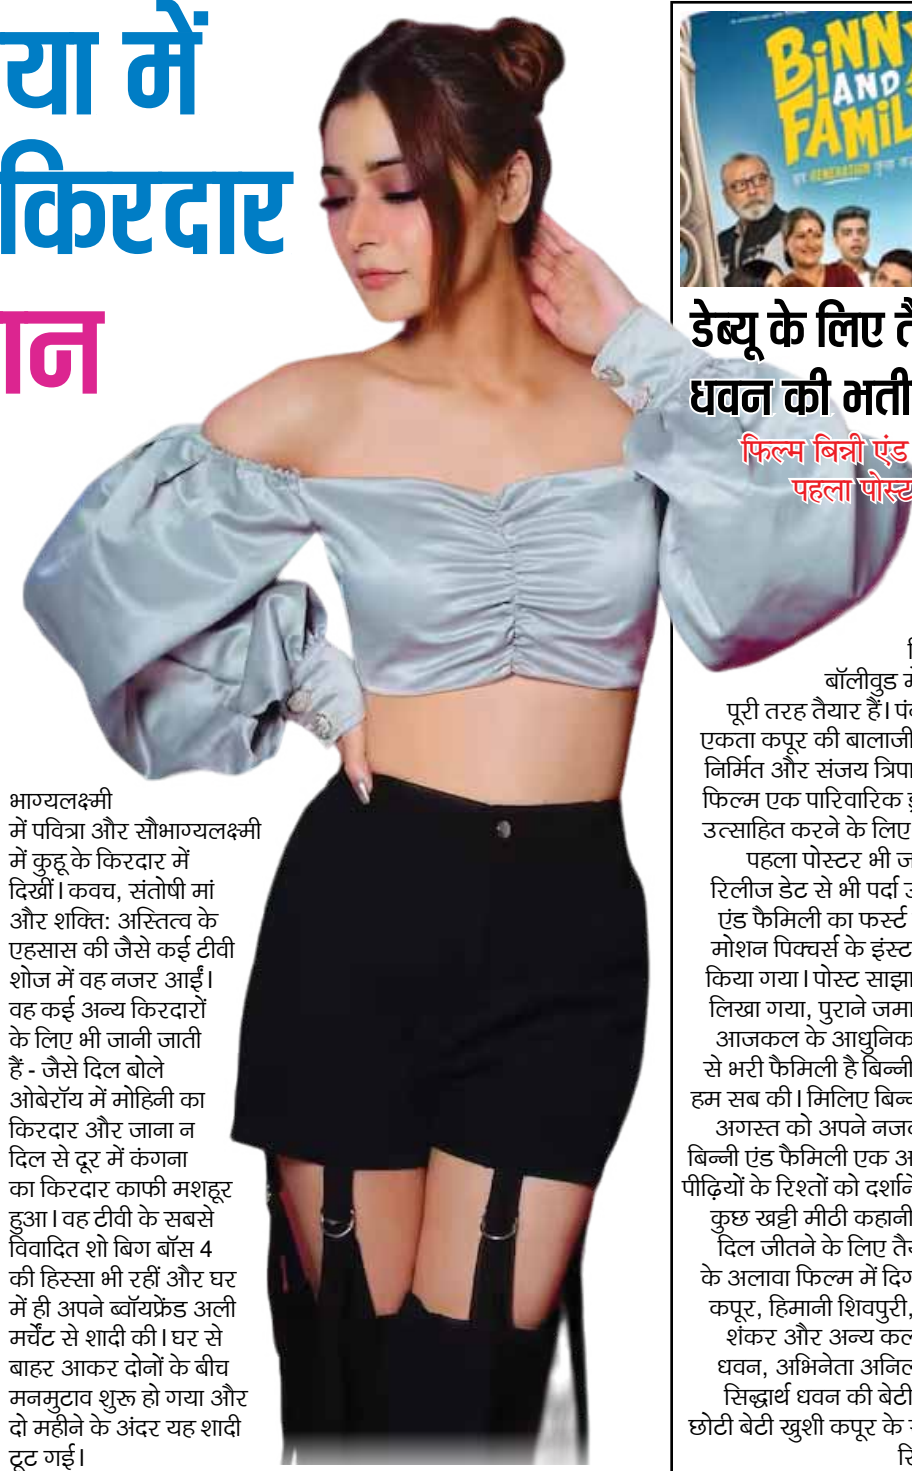 या में
किरदार
ान
भाग्यलक्ष्मी
में पवित्रा और सौभाग्यलक्ष्मी
में कुहू के किरदार में
दिखीं। कवच, संतोषी मां
और शक्ति: अस्तित्व के
एहसास की जैसे कई टीवी
शोज में वह नजर आईं।
वह कई अन्य किरदारों
के लिए भी जानी जाती
हैं - जैसे दिल बोले
ओबेरॉय में मोहिनी का
किरदार और जाना न
दिल से दूर में कंगना
का किरदार काफी मशहूर
हुआ। वह टीवी के सबसे
विवादित शो बिग बॉस 4
की हिस्सा भी रहीं और घर
में ही अपने ब्वॉयफ्रेंड अली
मर्चेंट से शादी की। घर से
बाहर आकर दोनों के बीच
मनमुटाव शुरू हो गया और
दो महीने के अंदर यह शादी
टूट गई।
BINNY
AND
FAMIL
GENERATION कुछ
डेब्यू के लिए तै
धवन की भती
फिल्म बिन्नी एंड
पहला पोस्ट
बॉलीवुड में
पूरी तरह तैयार हैं। पं
एकता कपूर की बालाजी
निर्मित और संजय त्रिपा
फिल्म एक पारिवारिक
उत्साहित करने के लिए
पहला पोस्टर भी ज
रिलीज डेट से भी पर्दा
एंड फैमिली का फर्स्ट
मोशन पिक्चर्स के इंस्ट
किया गया। पोस्ट साझा
लिखा गया, पुराने जमा
आजकल के आधुनिक
से भरी फैमिली है बिन्नी
हम सब की। मिलिए बिन्न
अगस्त को अपने नजद
बिन्नी एंड फैमिली एक अ
पीढ़ियों के रिश्तों को दर्शाने
कुछ खट्टी मीठी कहानी
दिल जीतने के लिए तै
के अलावा फिल्म में
कपूर, हिमानी शिवपुरी,
शंकर और अन्य कल
धवन, अभिनेता अनिल
सिद्धार्थ धवन की बेटी
छोटी बेटी खुशी कपूर के